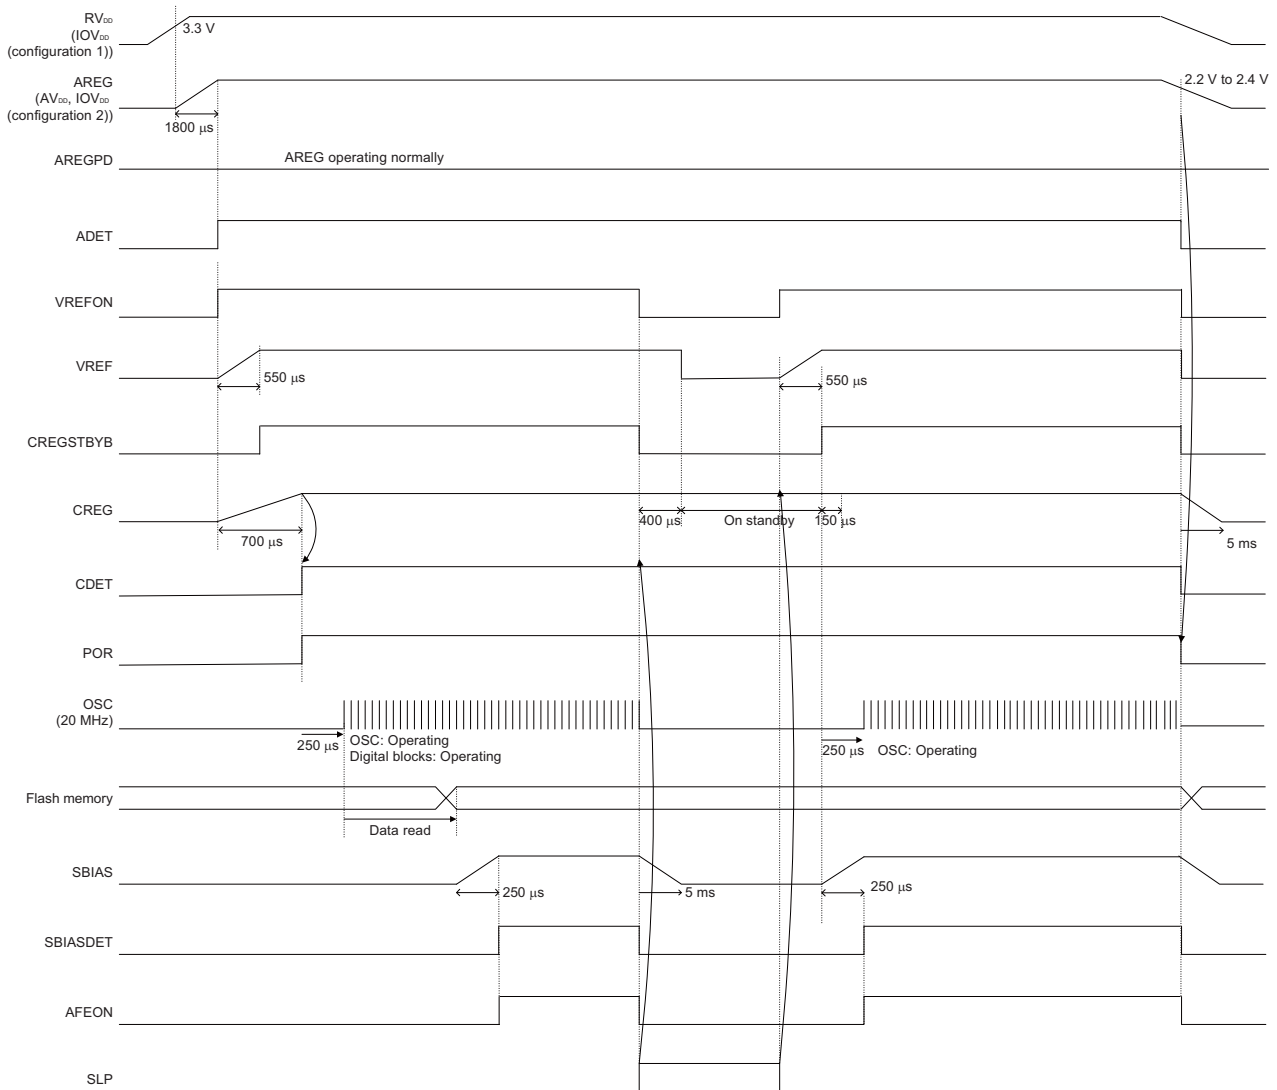 RVDD
(IOVDD
(configuration 1))
3.3 V
AREG
(AVDD, IOVDD
(configuration 2))
1800 μs
2.2 V to 2.4 V
AREGPD
AREG operating normally
ADET
VREFON
VREF
550 μs
550 μs
CREGSTBYB
CREG
700 μs
400 μs
On standby
150 μs
5 ms
CDET
POR
OSC
(20 MHz)
250 μs
OSC: Operating
Digital blocks: Operating
250 μs
OSC: Operating
Flash memory
Data read
SBIAS
250 μs
5 ms
250 μs
SBIASDET
AFEON
SLP